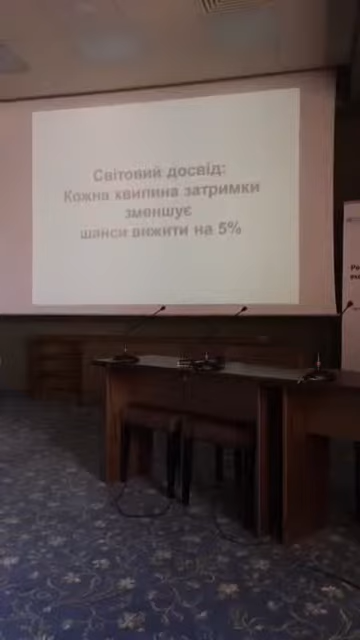 Світовий досвід:
Кожна хвилина затримки
зменшує
шанси вижити на 5%